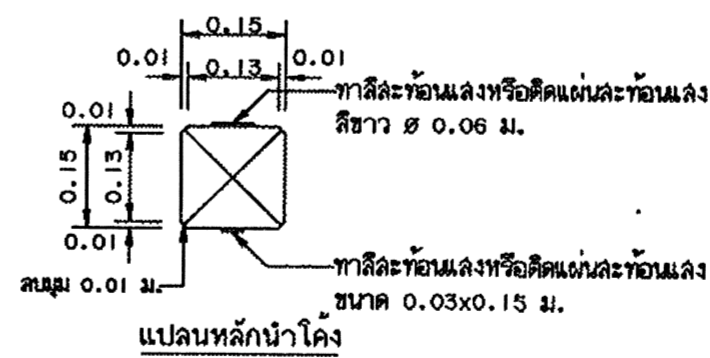 0.15
0.01 0.13 0.01
ทาสีสะท้อนแสงหรือติดแผ่นสะท้อนแสง
สีขาว ø 0.06 ม.
0.01
0.15
0.13
0.01
ลบมุม 0.01 ม.
ทาสีสะท้อนแสงหรือติดแผ่นสะท้อนแสง
ขนาด 0.03x0.15 ม.
แปลนหลักนำโค้ง